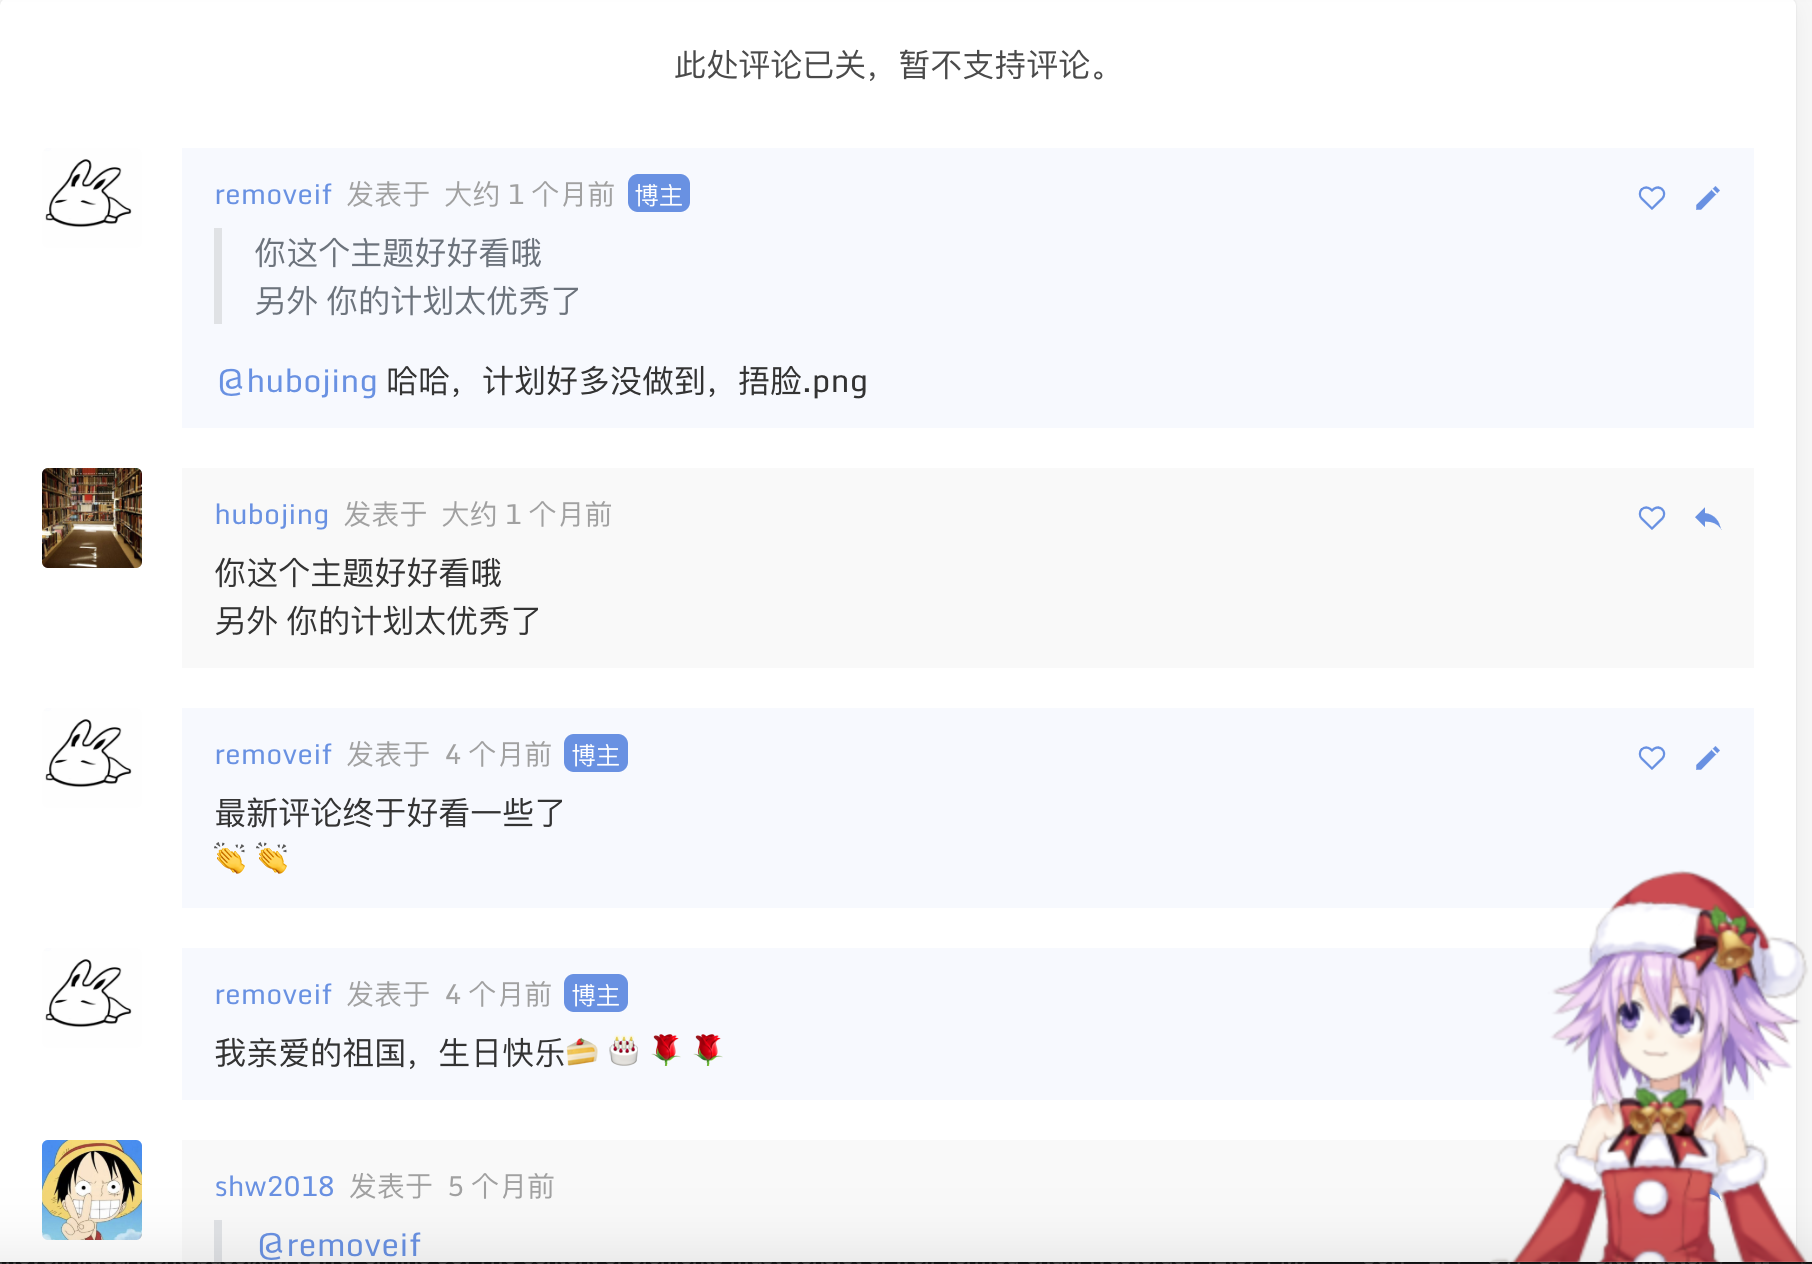 此处评论已关，暂不支持评论。
removeif 发表于 大约 1 个月前 博主
你这个主题好好看哦
另外 你的计划太优秀了
@hubojing 哈哈，计划好多没做到，捂脸.png
hubojing 发表于 大约 1 个月前
你这个主题好好看哦
另外 你的计划太优秀了
removeif 发表于 4 个月前 博主
最新评论终于好看一些了
👏 👏
removeif 发表于 4 个月前 博主
我亲爱的祖国，生日快乐🍰 🎂 🌹 🌹
shw2018 发表于 5 个月前
@removeif